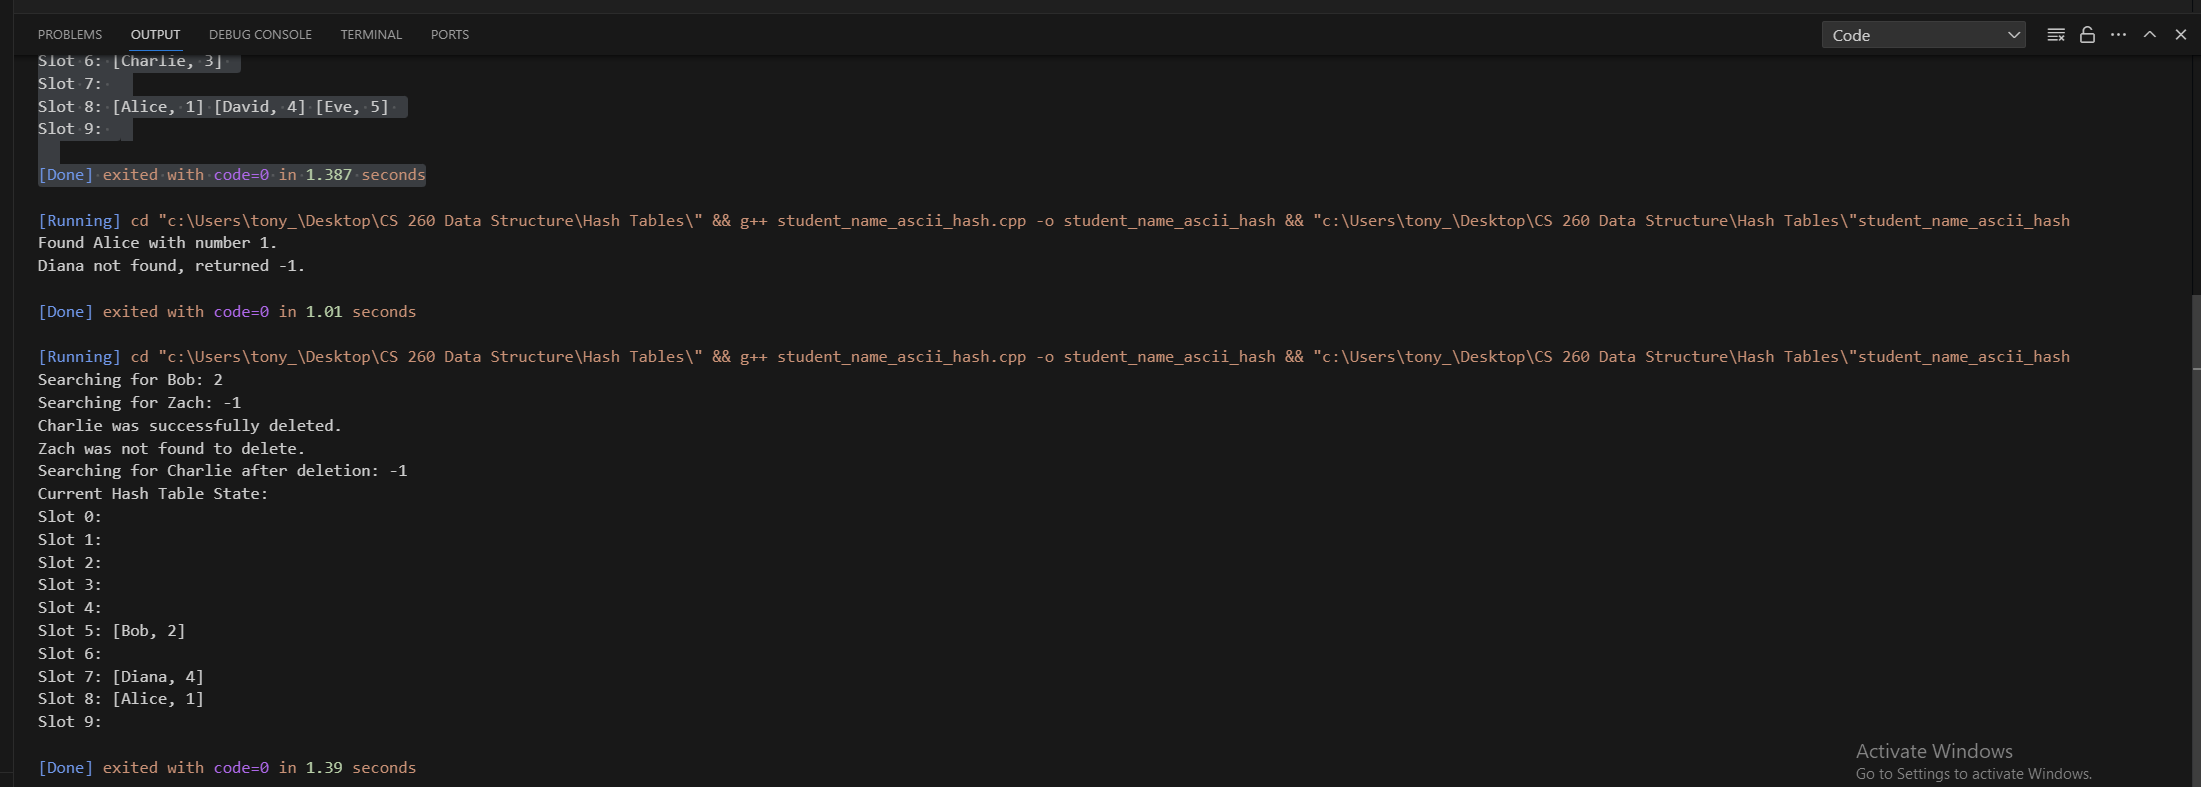 PROBLEMS OUTPUT DEBUG CONSOLE TERMINAL PORTS Code
Slot 6: [Charlie, 3]
Slot 7:
Slot 8: [Alice, 1] [David, 4] [Eve, 5]
Slot 9:
[Done] exited with code=0 in 1.387 seconds
[Running] cd "c:\Users\tony_\Desktop\CS 260 Data Structure\Hash Tables\" && g++ student_name_ascii_hash.cpp -o student_name_ascii_hash && "c:\Users\tony_\Desktop\CS 260 Data Structure\Hash Tables\"student_name_ascii_hash
Found Alice with number 1.
Diana not found, returned -1.
[Done] exited with code=0 in 1.01 seconds
[Running] cd "c:\Users\tony_\Desktop\CS 260 Data Structure\Hash Tables\" && g++ student_name_ascii_hash.cpp -o student_name_ascii_hash && "c:\Users\tony_\Desktop\CS 260 Data Structure\Hash Tables\"student_name_ascii_hash
Searching for Bob: 2
Searching for Zach: -1
Charlie was successfully deleted.
Zach was not found to delete.
Searching for Charlie after deletion: -1
Current Hash Table State:
Slot 0:
Slot 1:
Slot 2:
Slot 3:
Slot 4:
Slot 5: [Bob, 2]
Slot 6:
Slot 7: [Diana, 4]
Slot 8: [Alice, 1]
Slot 9:
[Done] exited with code=0 in 1.39 seconds
Activate Windows
Go to Settings to activate Windows.